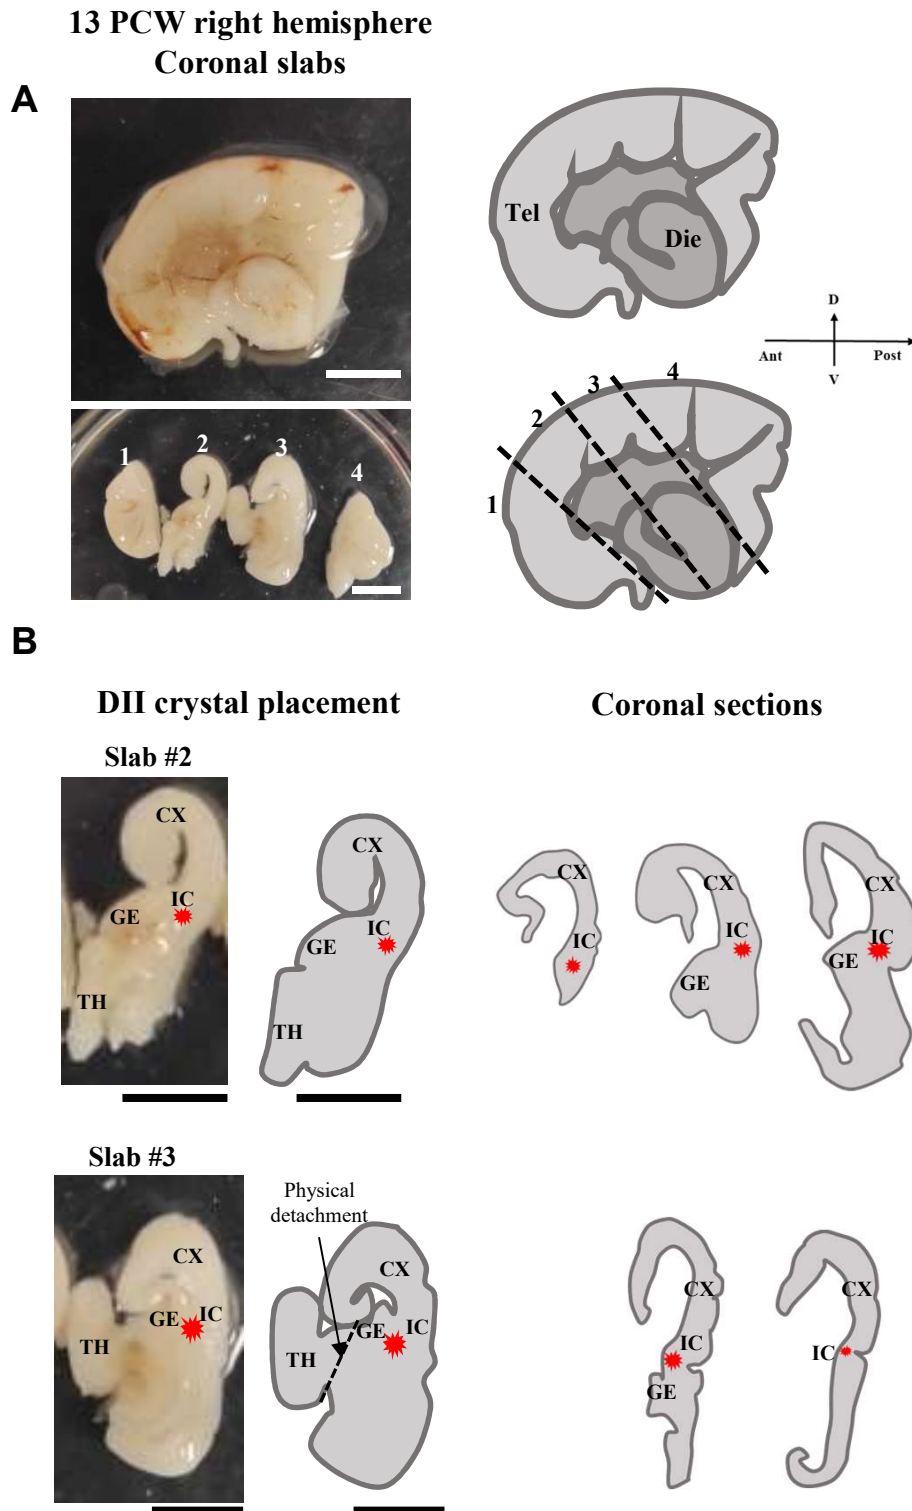 13 PCW right hemisphere
Coronal slabs
A
Tel
Die
D
Ant
Post
V
1
2
3
4
1
2
3
4
B
DII crystal placement
Coronal sections
Slab #2
CX
IC
GE
TH
CX
IC
GE
TH
CX
IC
CX
IC
GE
CX
IC
GE
Slab #3
CX
GE
IC
TH
Physical
detachment
CX
GE
IC
TH
CX
IC
GE
CX
IC